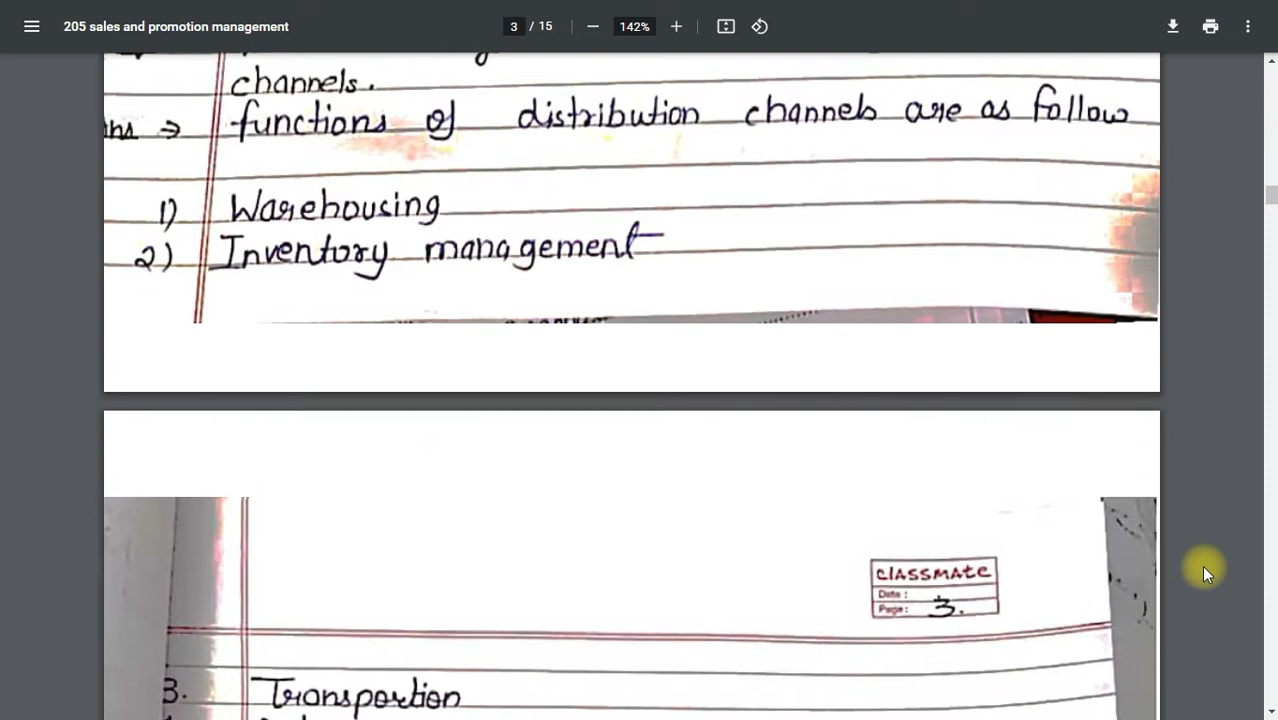 205 sales and promotion management
3 / 15
142%
channels.
Ans ⇒ functions of distribution channels are as follow
1) Warehousing
2) Inventory management
classmate
Date :
Page: 3.
3. Transportion